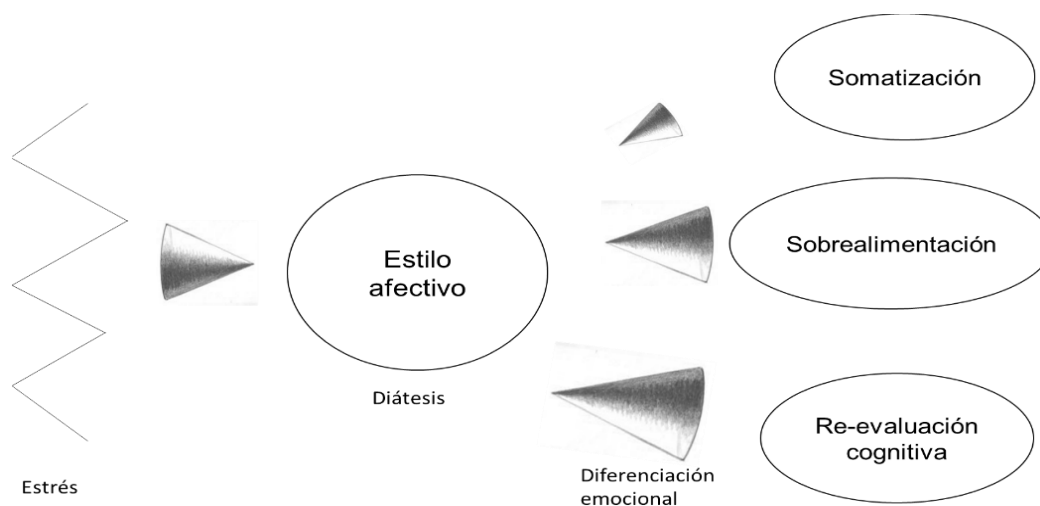 Somatización
Sobrealimentación
Estilo
afectivo
Diátesis
Re-evaluación
cognitiva
Diferenciación
emocional
Estrés